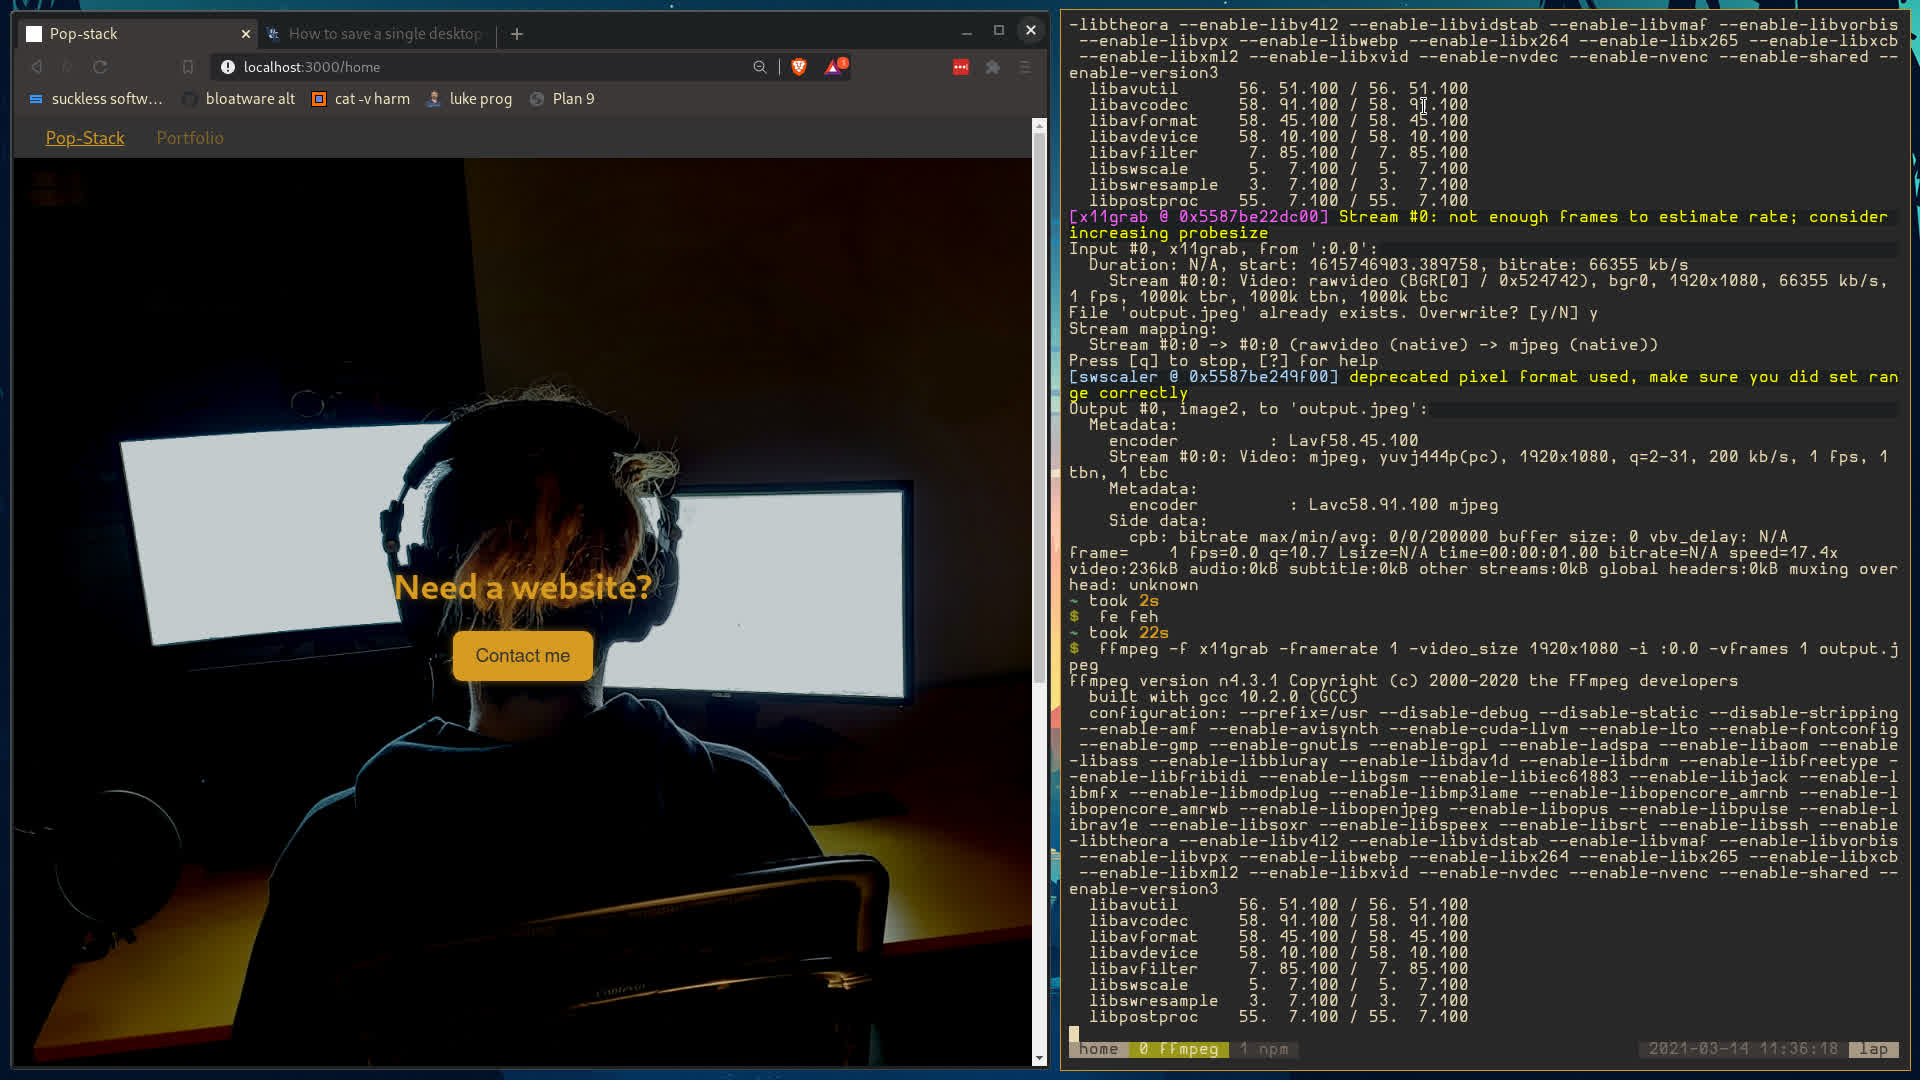 Pop-stack
How to save a single desktop
localhost:3000/home
suckless softw…
bloatware alt
cat -v harm
luke prog
Plan 9
Pop-Stack
Portfolio
Need a website?
Contact me
-libtheora --enable-libv4l2 --enable-libvidstab --enable-libvmaf --enable-libvorbis
--enable-libvpx --enable-libwebp --enable-libx264 --enable-libx265 --enable-libxcb
--enable-libxml2 --enable-libxvid --enable-nvdec --enable-nvenc --enable-shared --
enable-version3
libavutil 56. 51.100 / 56. 51.100
libavcodec 58. 91.100 / 58. 91.100
libavformat 58. 45.100 / 58. 45.100
libavdevice 58. 10.100 / 58. 10.100
libavfilter 7. 85.100 / 7. 85.100
libswscale 5. 7.100 / 5. 7.100
libswresample 3. 7.100 / 3. 7.100
libpostproc 55. 7.100 / 55. 7.100
[x11grab @ 0x5587be22dc00] Stream #0: not enough frames to estimate rate; consider
increasing probesize
Input #0, x11grab, from ':0.0':
Duration: N/A, start: 1615746903.389758, bitrate: 66355 kb/s
Stream #0:0: Video: rawvideo (BGR[0] / 0x524742), bgr0, 1920x1080, 66355 kb/s,
1 fps, 1000k tbr, 1000k tbn, 1000k tbc
File 'output.jpeg' already exists. Overwrite? [y/N] y
Stream mapping:
Stream #0:0 -> #0:0 (rawvideo (native) -> mjpeg (native))
Press [q] to stop, [?] for help
[swscaler @ 0x5587be249f00] deprecated pixel format used, make sure you did set ran
ge correctly
Output #0, image2, to 'output.jpeg':
Metadata:
encoder : Lavf58.45.100
Stream #0:0: Video: mjpeg, yuvj444p(pc), 1920x1080, q=2-31, 200 kb/s, 1 fps, 1
tbn, 1 tbc
Metadata:
encoder : Lavc58.91.100 mjpeg
Side data:
cpb: bitrate max/min/avg: 0/0/200000 buffer size: 0 vbv_delay: N/A
frame= 1 fps=0.0 q=10.7 Lsize=N/A time=00:00:01.00 bitrate=N/A speed=17.4x
video:236kB audio:0kB subtitle:0kB other streams:0kB global headers:0kB muxing over
head: unknown
~ took 2s
$ fe feh
~ took 22s
$ ffmpeg -f x11grab -framerate 1 -video_size 1920x1080 -i :0.0 -vframes 1 output.j
peg
ffmpeg version n4.3.1 Copyright (c) 2000-2020 the FFmpeg developers
built with gcc 10.2.0 (GCC)
configuration: --prefix=/usr --disable-debug --disable-static --disable-stripping
--enable-amf --enable-avisynth --enable-cuda-llvm --enable-lto --enable-fontconfig
--enable-gmp --enable-gnutls --enable-gpl --enable-ladspa --enable-libaom --enable
-libass --enable-libbluray --enable-libdav1d --enable-libdrm --enable-libfreetype -
-enable-libfribidi --enable-libgsm --enable-libiec61883 --enable-libjack --enable-l
ibmfx --enable-libmodplug --enable-libmp3lame --enable-libopencore_amrnb --enable-l
ibopencore_amrwb --enable-libopenjpeg --enable-libopus --enable-libpulse --enable-l
ibrav1e --enable-libsoxr --enable-libspeex --enable-libsrt --enable-libssh --enable
-libtheora --enable-libv4l2 --enable-libvidstab --enable-libvmaf --enable-libvorbis
--enable-libvpx --enable-libwebp --enable-libx264 --enable-libx265 --enable-libxcb
--enable-libxml2 --enable-libxvid --enable-nvdec --enable-nvenc --enable-shared --
enable-version3
libavutil 56. 51.100 / 56. 51.100
libavcodec 58. 91.100 / 58. 91.100
libavformat 58. 45.100 / 58. 45.100
libavdevice 58. 10.100 / 58. 10.100
libavfilter 7. 85.100 / 7. 85.100
libswscale 5. 7.100 / 5. 7.100
libswresample 3. 7.100 / 3. 7.100
libpostproc 55. 7.100 / 55. 7.100
home 0 ffmpeg 1 npm 2021-03-14 11:36:18 lap